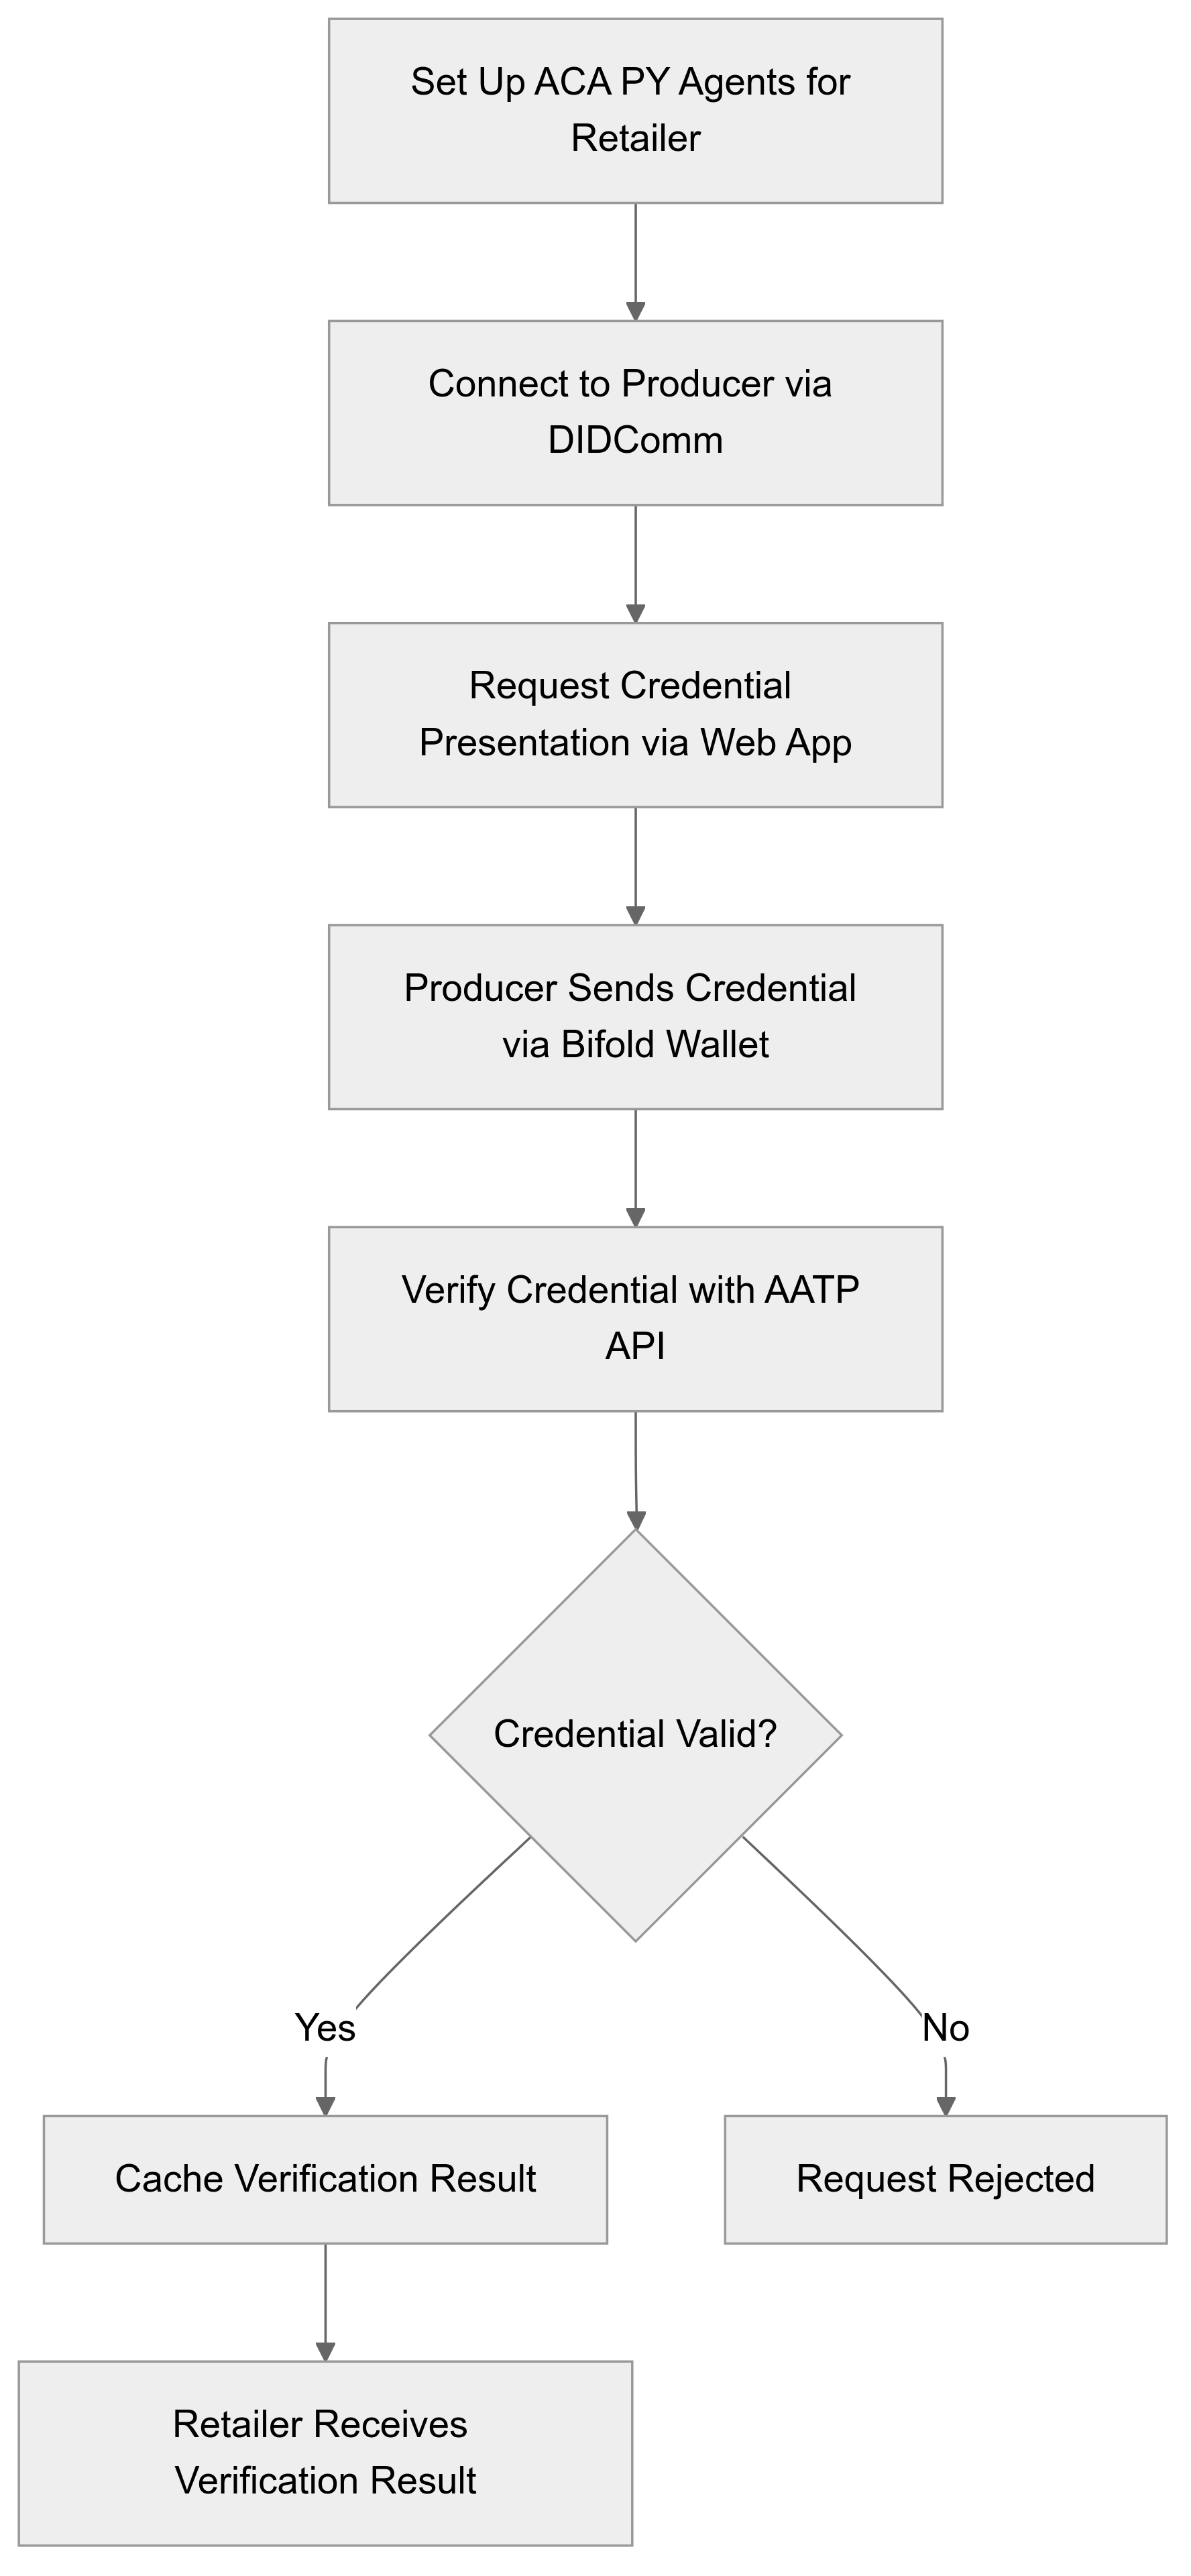 Set Up ACA PY Agents for
Retailer
Connect to Producer via
DIDComm
Request Credential
Presentation via Web App
Producer Sends Credential
via Bifold Wallet
Verify Credential with AATP
API
Credential Valid?
Yes
No
Cache Verification Result
Request Rejected
Retailer Receives
Verification Result